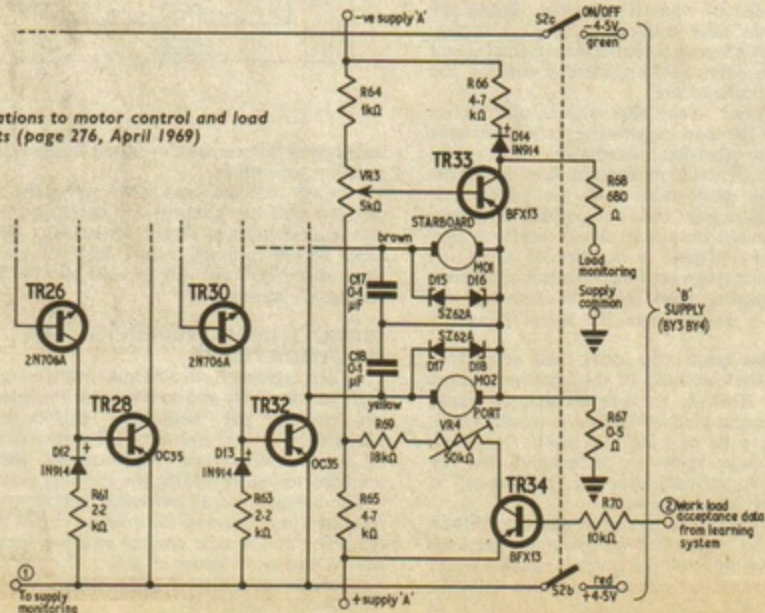 -ve supply 'A'
S2c
ON/OFF
-4·5V
green
R64
1kΩ
R66
4·7
kΩ
ations to motor control and load
ts (page 276, April 1969)
D14
1N914
TR33
VR3
5kΩ
BFX13
R68
680
Ω
STARBOARD
brown
MO1
Load
monitoring
Supply
common
'B'
SUPPLY
(BY3 BY4)
C17
0·1
μF
D15
D16
SZ62A
TR26
TR30
2N706A
2N706A
SZ62A
D17
D18
C18
0·1
μF
MO2
PORT
yellow
TR28
TR32
OC35
OC35
R69
18kΩ
VR4
50kΩ
R67
0·5
Ω
D12
1N914
D13
1N914
R61
2·2
kΩ
R63
2·2
kΩ
R65
4·7
kΩ
TR34
BFX13
R70
10kΩ
② Work load
acceptance data
from learning
system
①
To supply
monitoring
+ supply 'A'
S2b
red
+4·5V